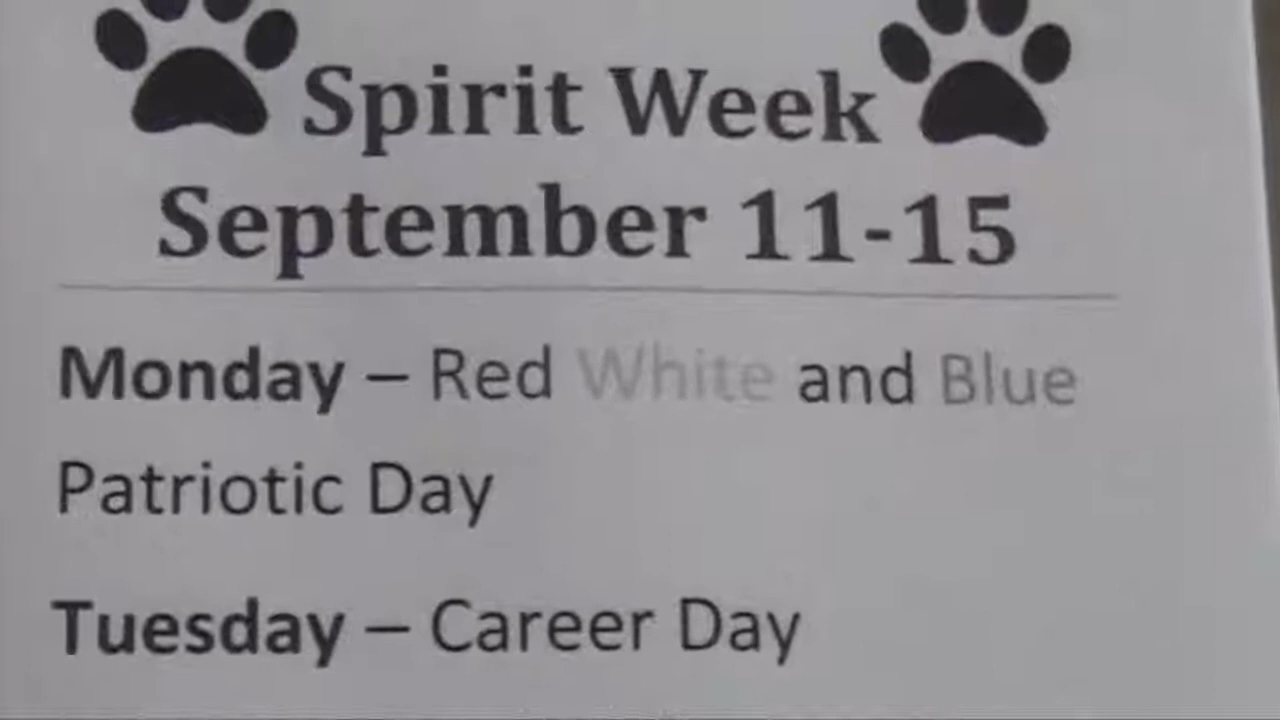 Spirit Week
September 11-15
Monday – Red White and Blue
Patriotic Day
Tuesday – Career Day